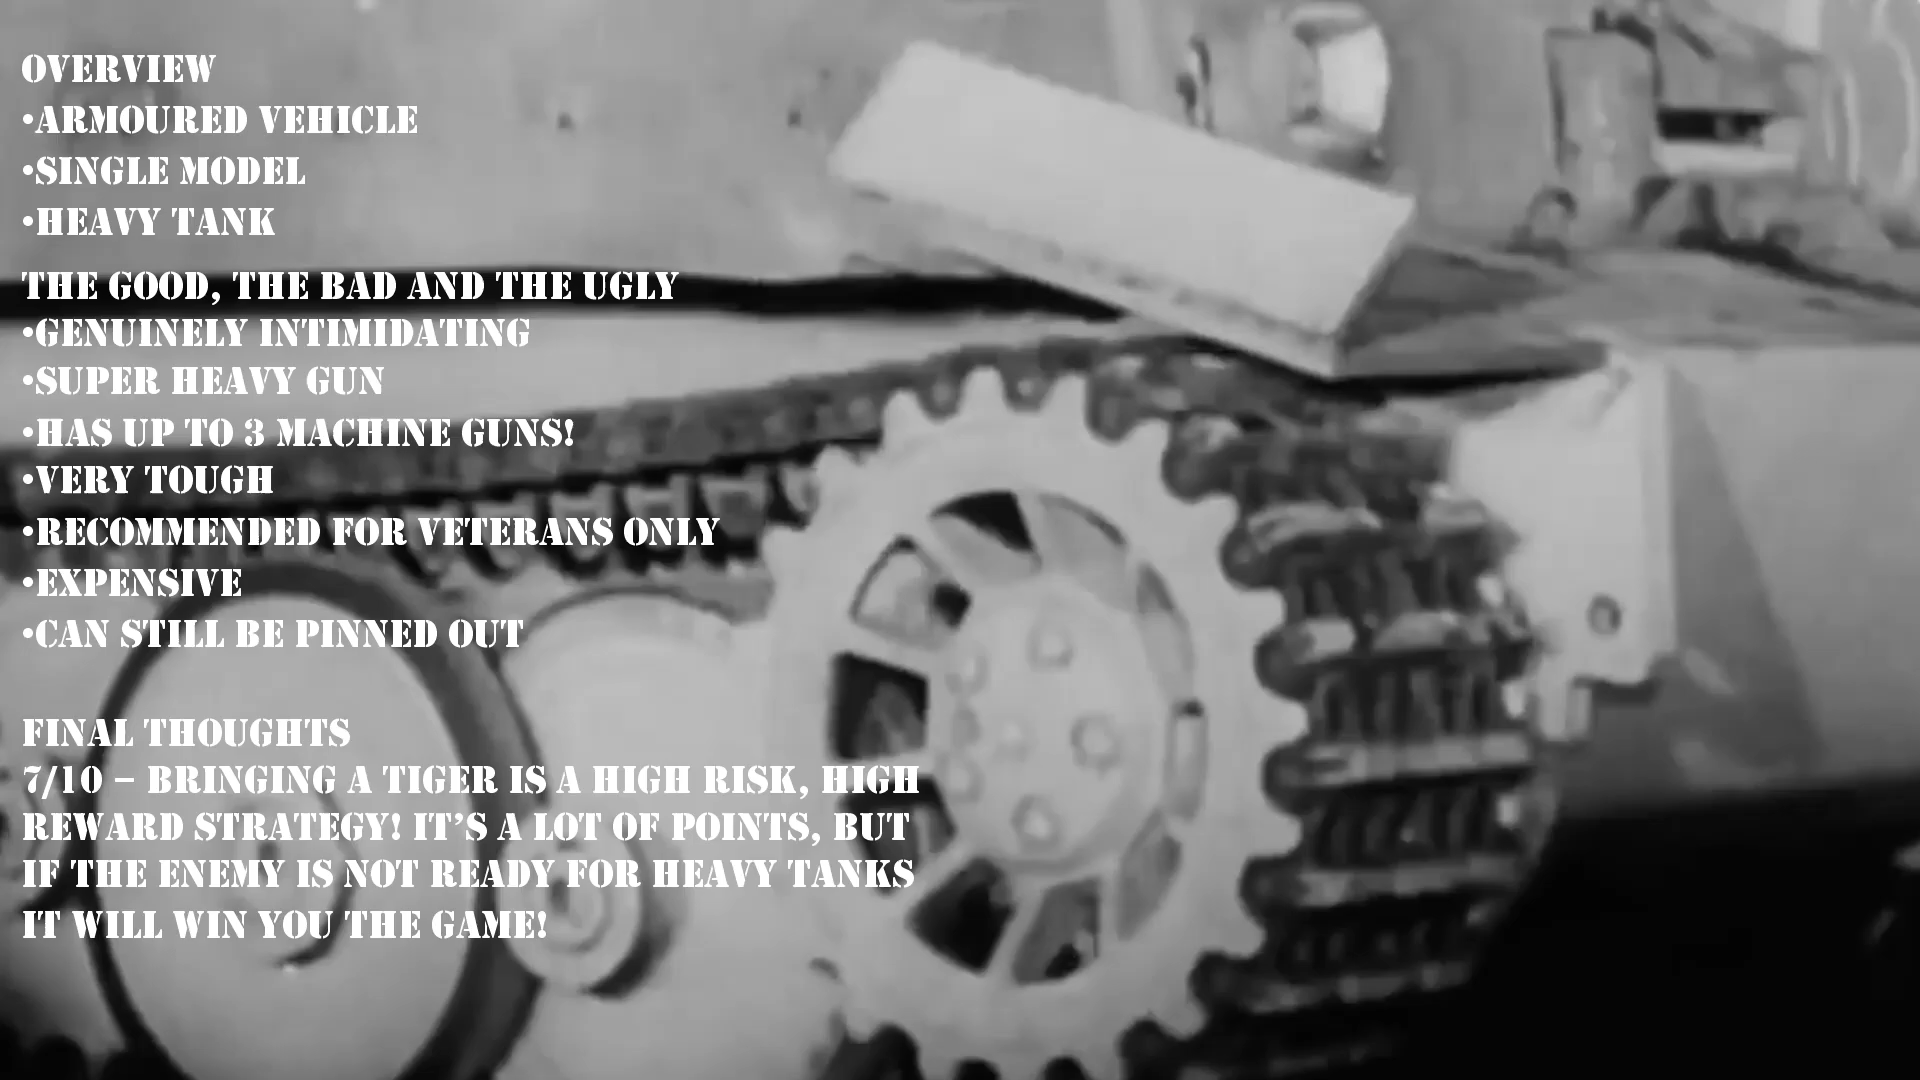 OVERVIEW
•ARMOURED VEHICLE
•SINGLE MODEL
•HEAVY TANK
THE GOOD, THE BAD AND THE UGLY
•GENUINELY INTIMIDATING
•SUPER HEAVY GUN
•HAS UP TO 3 MACHINE GUNS!
•VERY TOUGH
•RECOMMENDED FOR VETERANS ONLY
•EXPENSIVE
•CAN STILL BE PINNED OUT
FINAL THOUGHTS
7/10 – BRINGING A TIGER IS A HIGH RISK, HIGH
REWARD STRATEGY! IT’S A LOT OF POINTS, BUT
IF THE ENEMY IS NOT READY FOR HEAVY TANKS
IT WILL WIN YOU THE GAME!